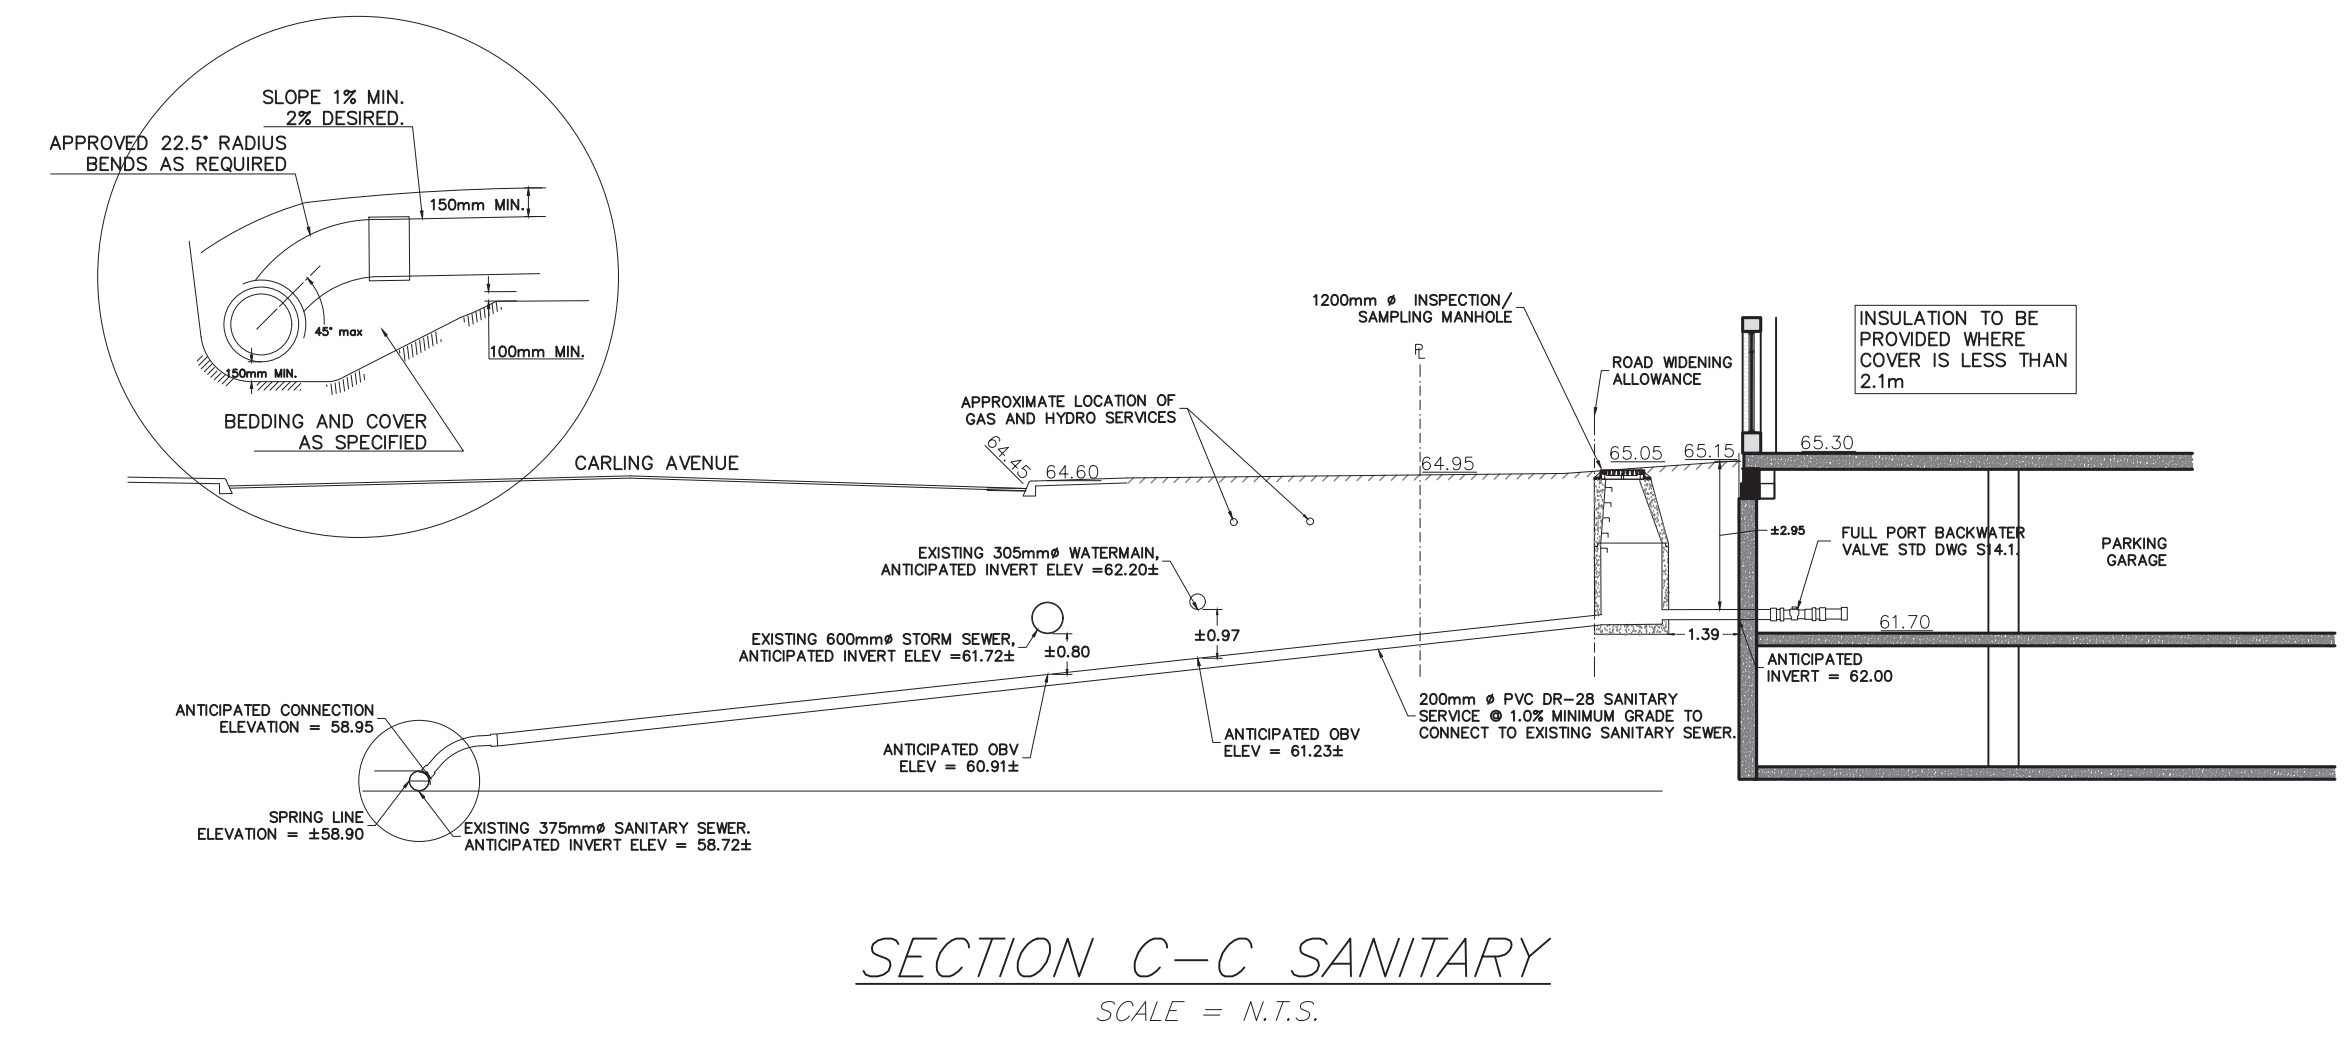 SLOPE 1% MIN.
2% DESIRED.
APPROVED 22.5° RADIUS
BENDS AS REQUIRED
150mm MIN.
45° max
100mm MIN.
150mm MIN.
BEDDING AND COVER
AS SPECIFIED
CARLING AVENUE
64.45
64.60
APPROXIMATE LOCATION OF
GAS AND HYDRO SERVICES
1200mm ø INSPECTION/
SAMPLING MANHOLE
PL
64.95
ROAD WIDENING
ALLOWANCE
65.05
65.15
65.30
INSULATION TO BE
PROVIDED WHERE
COVER IS LESS THAN
2.1m
±2.95
FULL PORT BACKWATER
VALVE STD DWG S14.1.
PARKING
GARAGE
EXISTING 305mmø WATERMAIN,
ANTICIPATED INVERT ELEV =62.20±
EXISTING 600mmø STORM SEWER,
ANTICIPATED INVERT ELEV =61.72±
±0.80
±0.97
1.39
61.70
ANTICIPATED
INVERT = 62.00
200mm ø PVC DR-28 SANITARY
SERVICE @ 1.0% MINIMUM GRADE TO
CONNECT TO EXISTING SANITARY SEWER.
ANTICIPATED CONNECTION
ELEVATION = 58.95
ANTICIPATED OBV
ELEV = 60.91±
ANTICIPATED OBV
ELEV = 61.23±
SPRING LINE
ELEVATION = ±58.90
EXISTING 375mmø SANITARY SEWER.
ANTICIPATED INVERT ELEV = 58.72±
SECTION C-C SANITARY
SCALE = N.T.S.